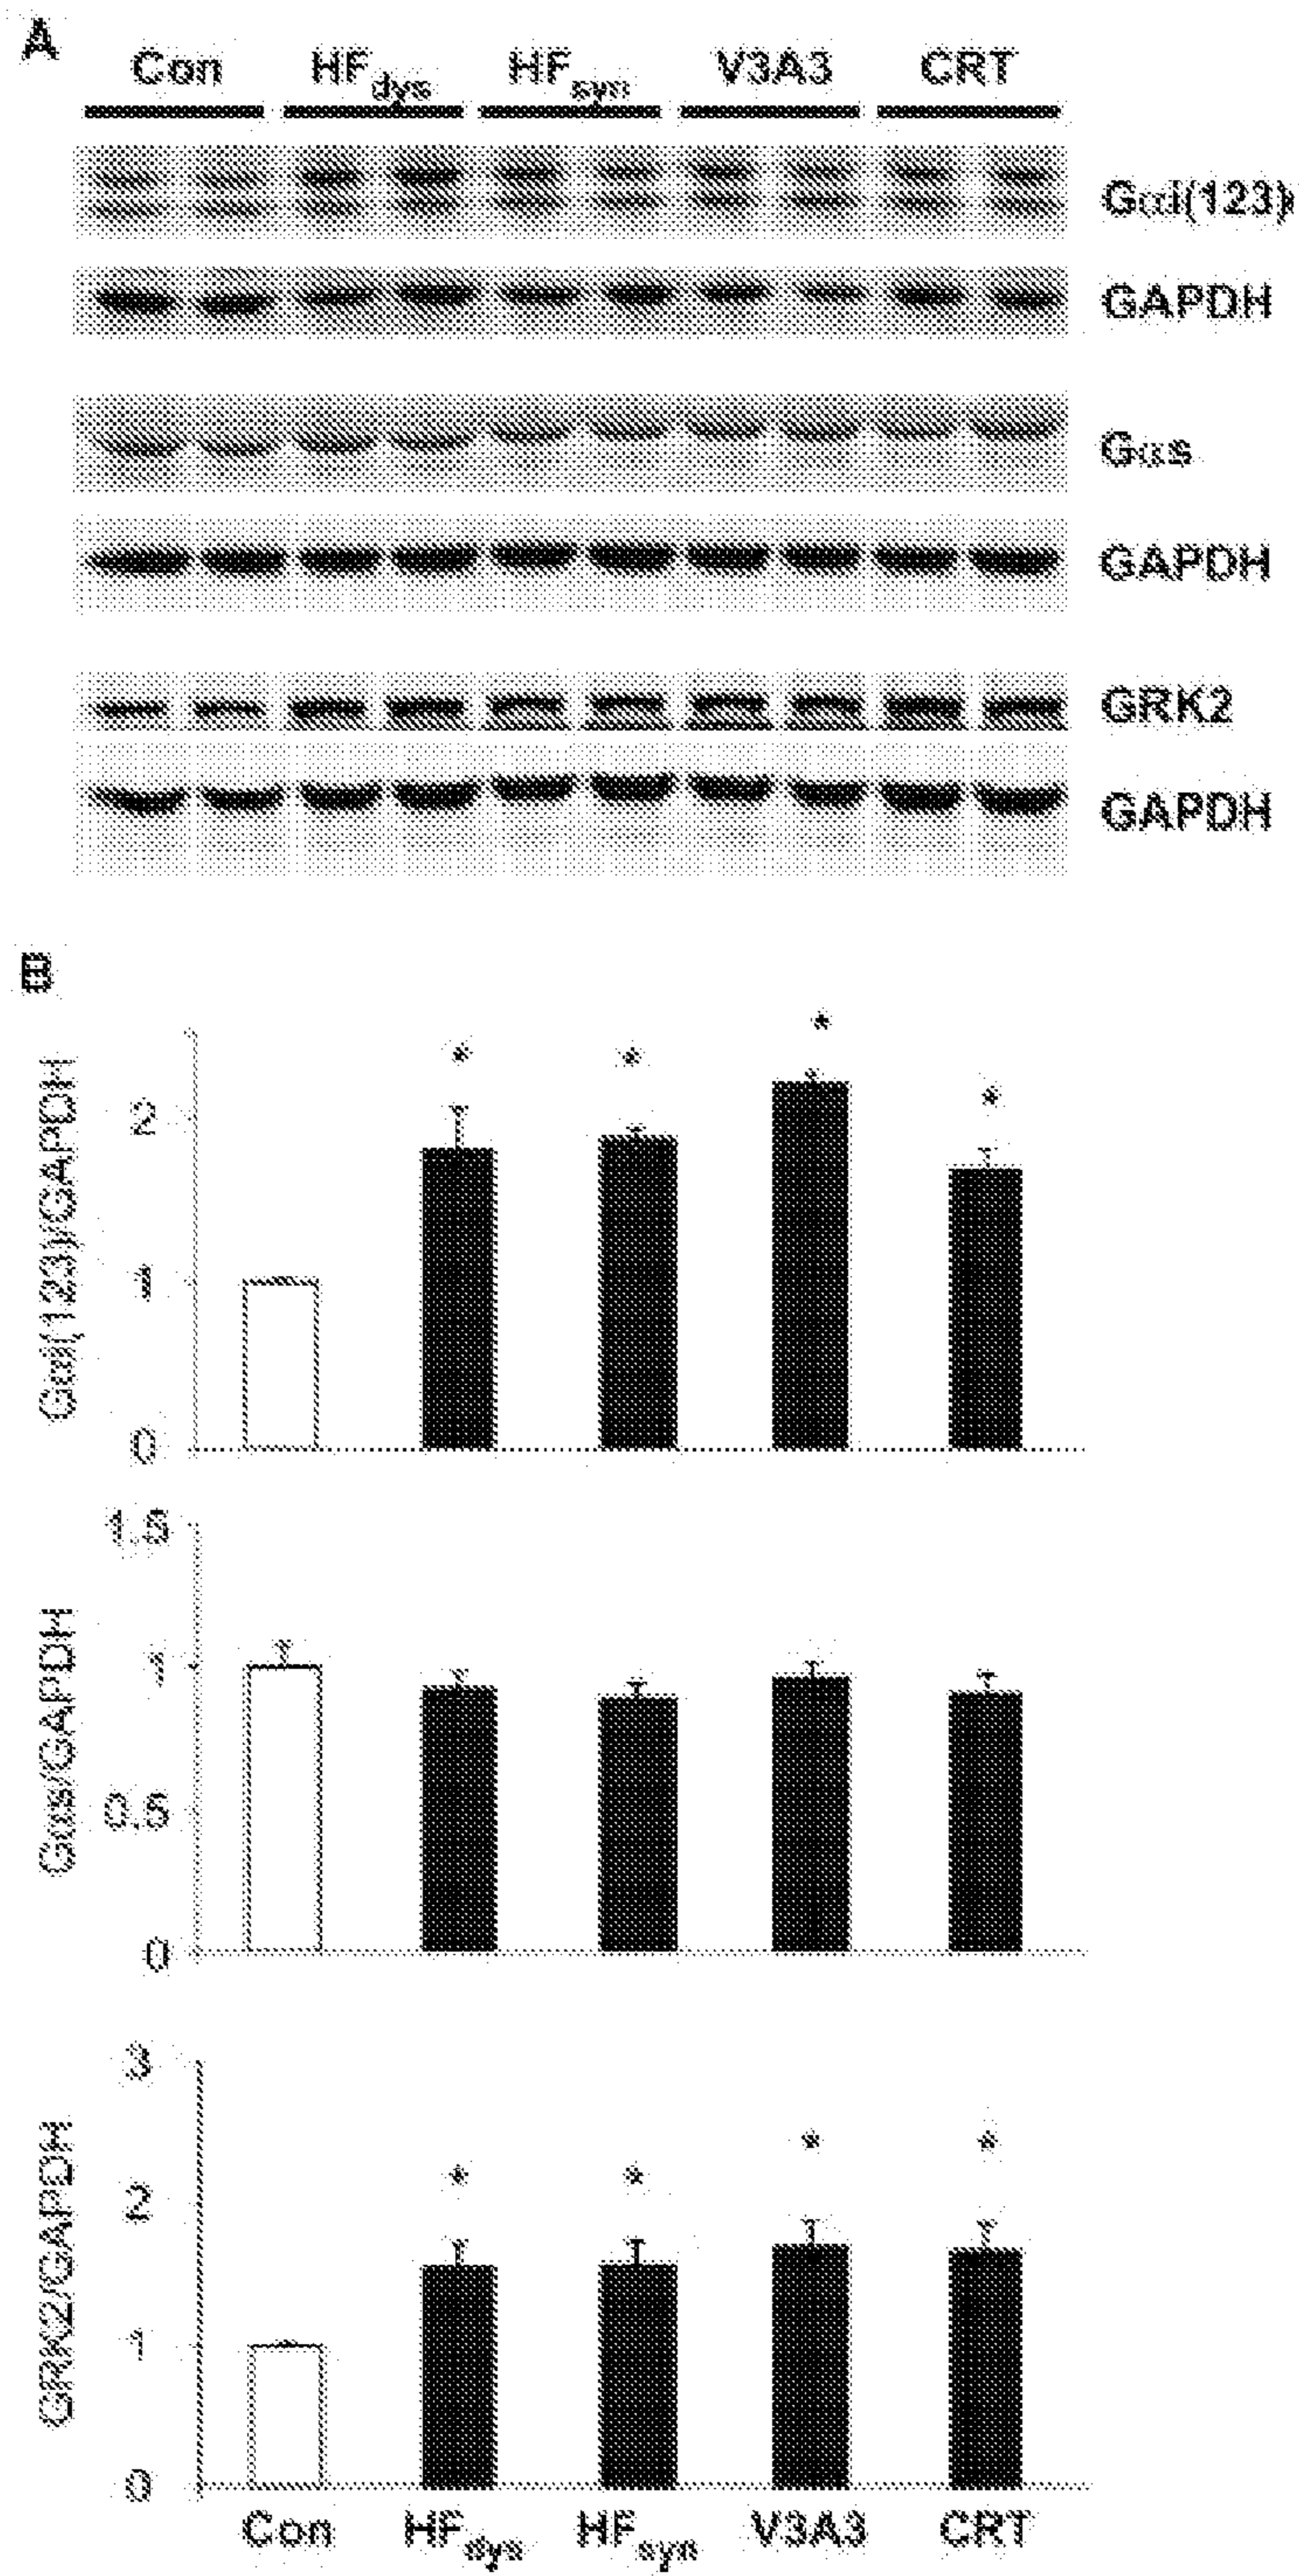 A
Con HFdys HFsyn V3A3 CRT
Gαi(123)
GAPDH
Gαs
GAPDH
GRK2
GAPDH
B
Gαi(123)/GAPDH
2
1
0
* * * *
Gαs/GAPDH
1.5
1
0.5
0
GRK2/GAPDH
3
2
1
0
* * * *
Con HFdys HFsyn V3A3 CRT